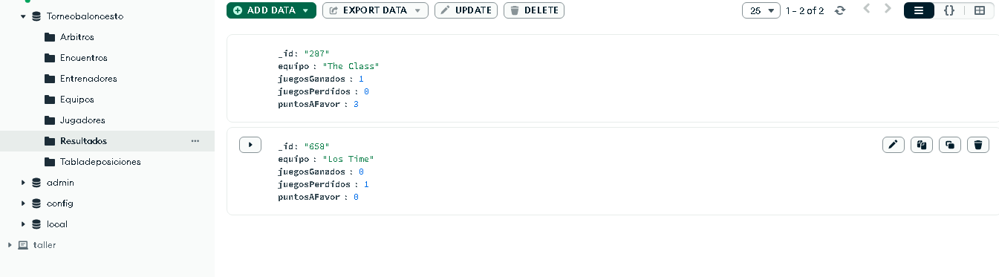 Torneobaloncesto
Arbitros
Encuentros
Entrenadores
Equipos
Jugadores
Resultados
Tabladeposiciones
admin
config
local
taller
ADD DATA EXPORT DATA UPDATE DELETE 25 1 – 2 of 2 {}
_id: "287"
equipo : "The Class"
juegosGanados : 1
juegosPerdidos : 0
puntosAFavor : 3
_id: "658"
equipo : "Los Time"
juegosGanados : 0
juegosPerdidos : 1
puntosAFavor : 0